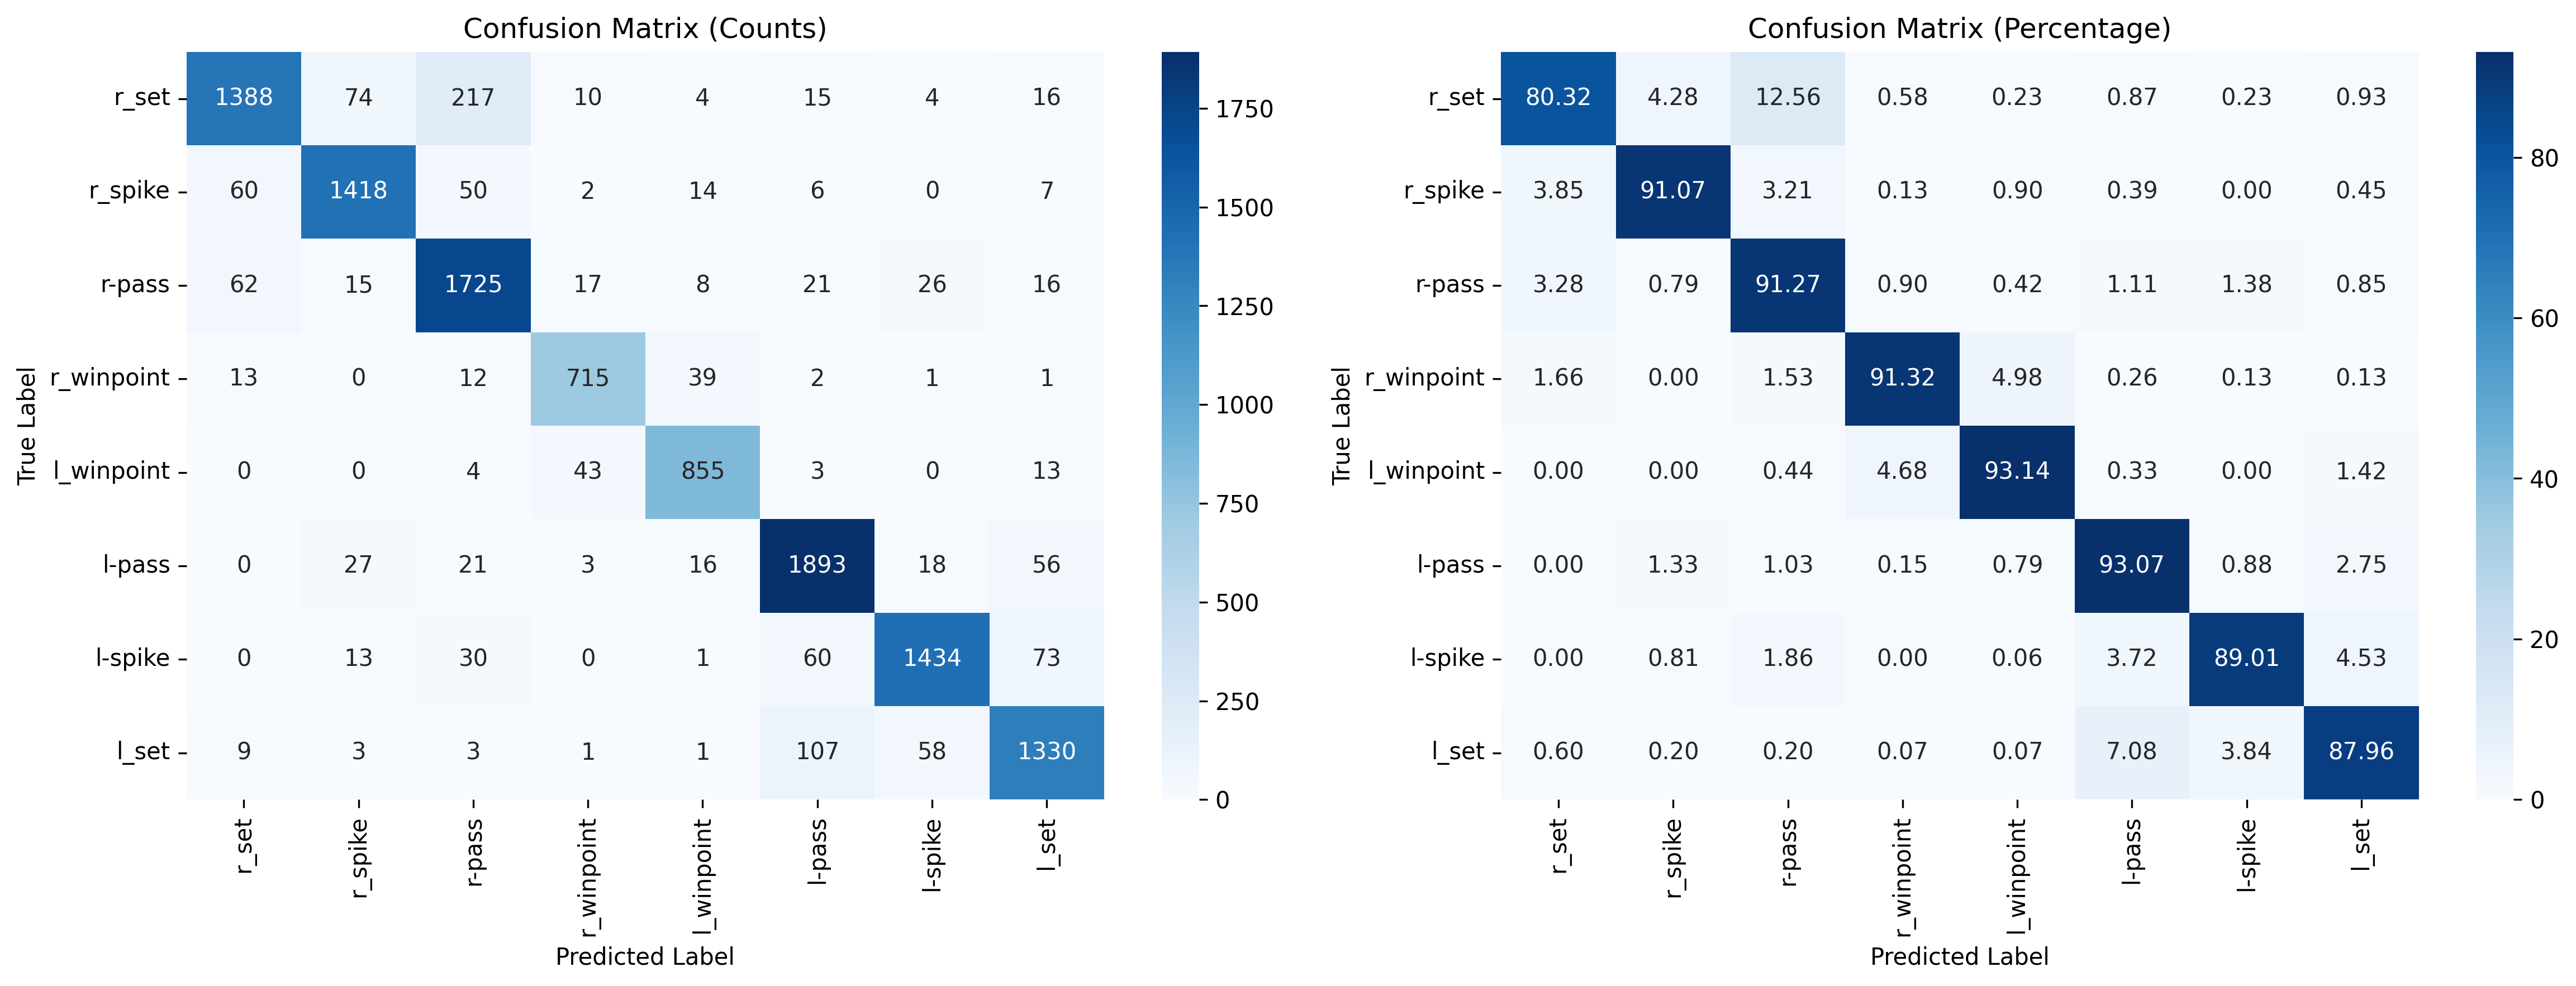 Confusion Matrix (Counts)
r_set 1388 74 217 10 4 15 4 16
r_spike 60 1418 50 2 14 6 0 7
r-pass 62 15 1725 17 8 21 26 16
r_winpoint 13 0 12 715 39 2 1 1
l_winpoint 0 0 4 43 855 3 0 13
l-pass 0 27 21 3 16 1893 18 56
l-spike 0 13 30 0 1 60 1434 73
l_set 9 3 3 1 1 107 58 1330
True Label
r_set r_spike r-pass r_winpoint l_winpoint l-pass l-spike l_set
Predicted Label
1750
1500
1250
1000
750
500
250
0
Confusion Matrix (Percentage)
r_set 80.32 4.28 12.56 0.58 0.23 0.87 0.23 0.93
r_spike 3.85 91.07 3.21 0.13 0.90 0.39 0.00 0.45
r-pass 3.28 0.79 91.27 0.90 0.42 1.11 1.38 0.85
r_winpoint 1.66 0.00 1.53 91.32 4.98 0.26 0.13 0.13
l_winpoint 0.00 0.00 0.44 4.68 93.14 0.33 0.00 1.42
l-pass 0.00 1.33 1.03 0.15 0.79 93.07 0.88 2.75
l-spike 0.00 0.81 1.86 0.00 0.06 3.72 89.01 4.53
l_set 0.60 0.20 0.20 0.07 0.07 7.08 3.84 87.96
True Label
r_set r_spike r-pass r_winpoint l_winpoint l-pass l-spike l_set
Predicted Label
80
60
40
20
0